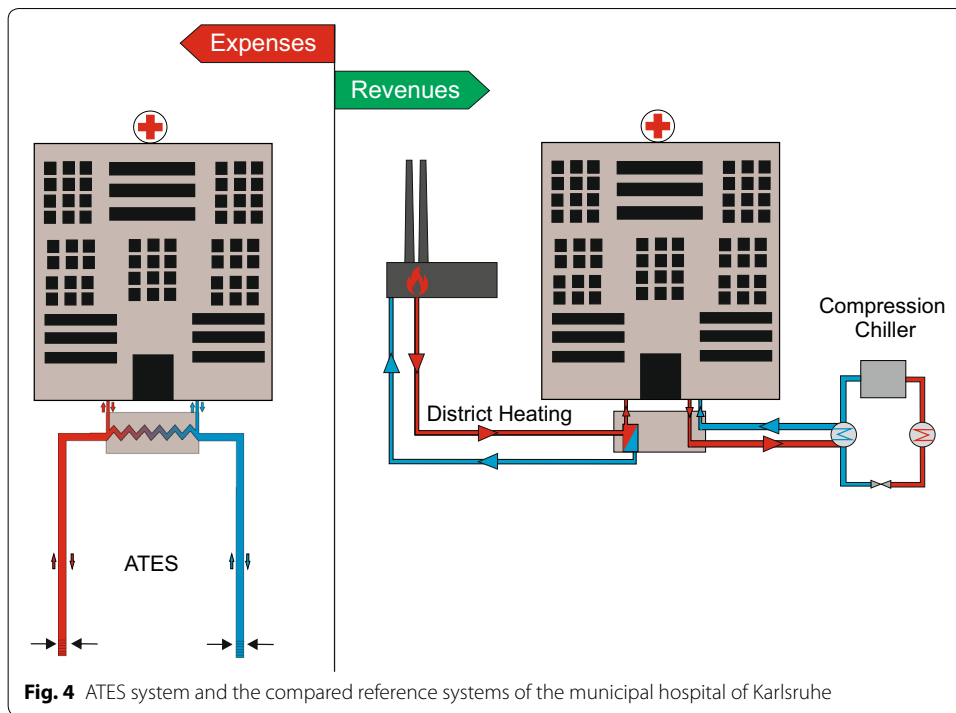 Expenses
Revenues
Compression
Chiller
District Heating
ATES
Fig. 4 ATES system and the compared reference systems of the municipal hospital of Karlsruhe